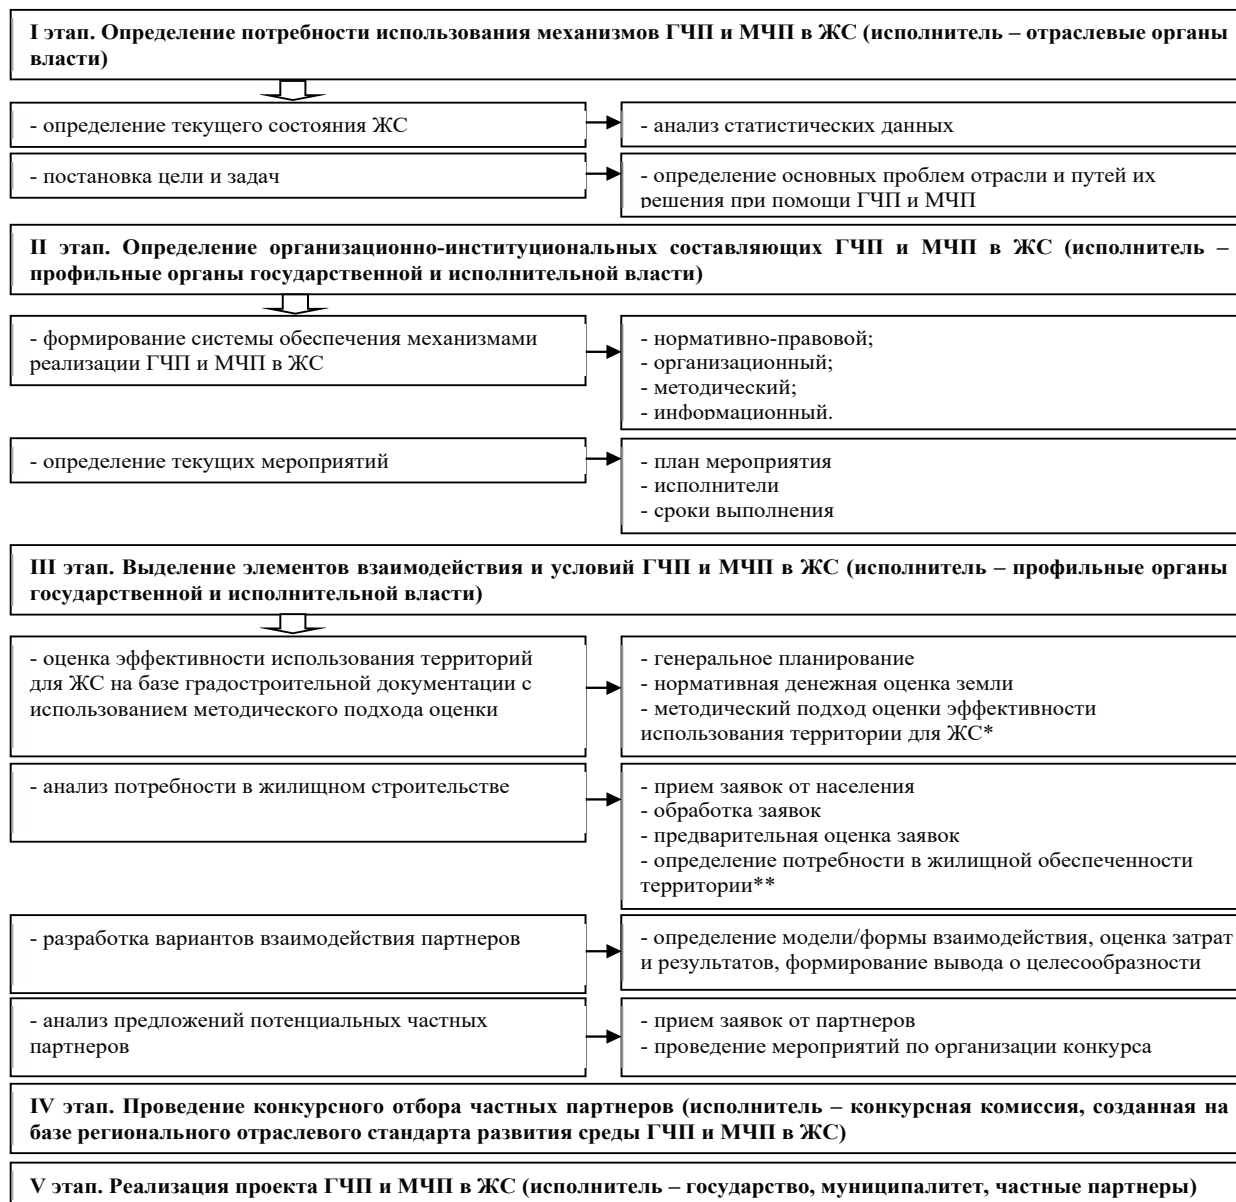 I этап. Определение потребности использования механизмов ГЧП и МЧП в ЖС (исполнитель – отраслевые органы
власти)
- определение текущего состояния ЖС
- анализ статистических данных
- постановка цели и задач
- определение основных проблем отрасли и путей их
решения при помощи ГЧП и МЧП
II этап. Определение организационно-институциональных составляющих ГЧП и МЧП в ЖС (исполнитель –
профильные органы государственной и исполнительной власти)
- формирование системы обеспечения механизмами
реализации ГЧП и МЧП в ЖС
- нормативно-правовой;
- организационный;
- методический;
- информационный.
- определение текущих мероприятий
- план мероприятия
- исполнители
- сроки выполнения
III этап. Выделение элементов взаимодействия и условий ГЧП и МЧП в ЖС (исполнитель – профильные органы
государственной и исполнительной власти)
- оценка эффективности использования территорий
для ЖС на базе градостроительной документации с
использованием методического подхода оценки
- генеральное планирование
- нормативная денежная оценка земли
- методический подход оценки эффективности
использования территории для ЖС*
- анализ потребности в жилищном строительстве
- прием заявок от населения
- обработка заявок
- предварительная оценка заявок
- определение потребности в жилищной обеспеченности
территории**
- разработка вариантов взаимодействия партнеров
- определение модели/формы взаимодействия, оценка затрат
и результатов, формирование вывода о целесообразности
- анализ предложений потенциальных частных
партнеров
- прием заявок от партнеров
- проведение мероприятий по организации конкурса
IV этап. Проведение конкурсного отбора частных партнеров (исполнитель – конкурсная комиссия, созданная на
базе регионального отраслевого стандарта развития среды ГЧП и МЧП в ЖС)
V этап. Реализация проекта ГЧП и МЧП в ЖС (исполнитель – государство, муниципалитет, частные партнеры)